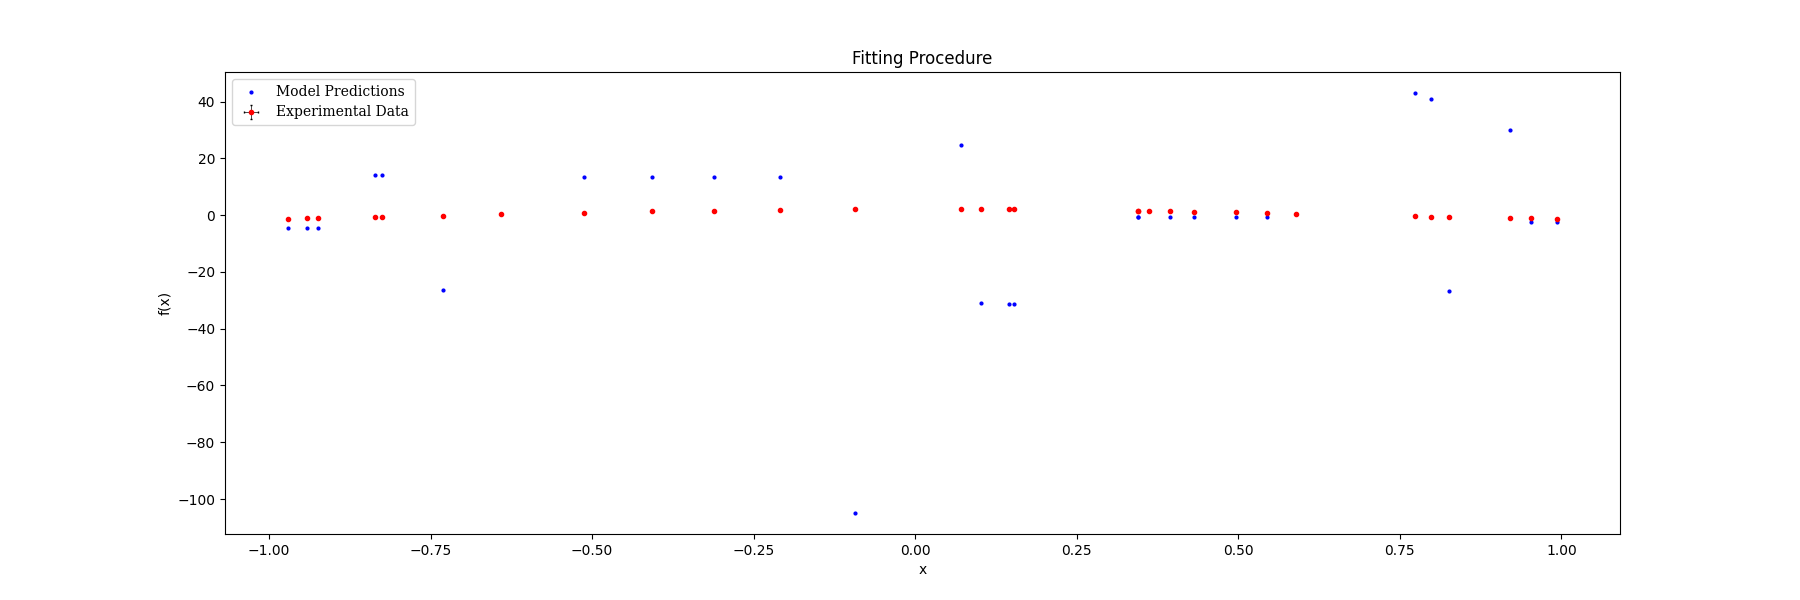 Fitting Procedure
Model Predictions
Experimental Data
40
20
0
−20
−40
−60
−80
−100
f(x)
−1.00 −0.75 −0.50 −0.25 0.00 0.25 0.50 0.75 1.00
x